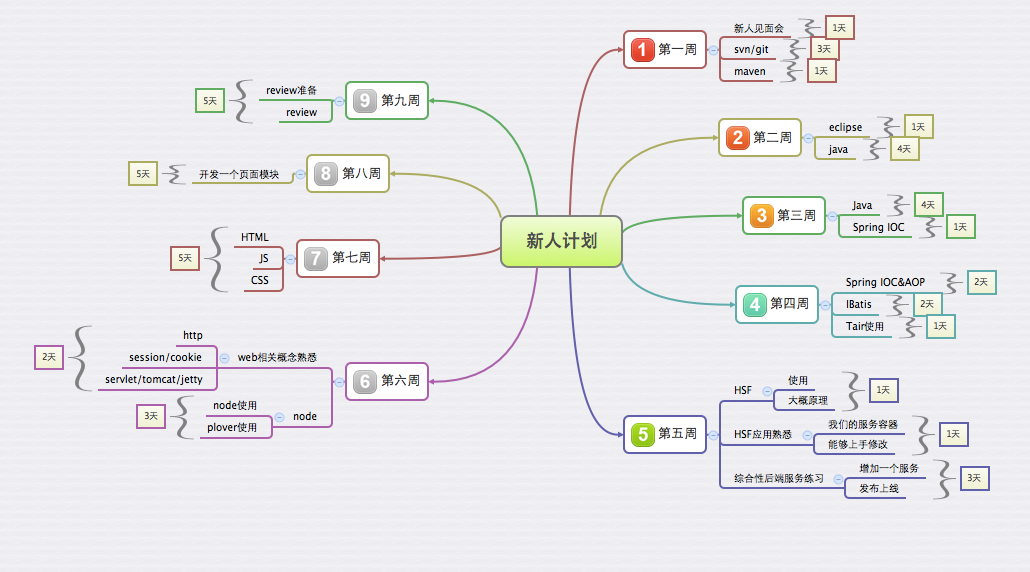 新人计划
1 第一周
新人见面会
1天
svn/git
3天
maven
1天
2 第二周
eclipse
1天
java
4天
3 第三周
Java
4天
Spring IOC
1天
4 第四周
Spring IOC&AOP
2天
IBatis
2天
Tair使用
1天
5 第五周
HSF
使用
大概原理
1天
HSF应用熟悉
我们的服务容器
能够上手修改
1天
综合性后端服务练习
增加一个服务
发布上线
3天
6 第六周
web相关概念熟悉
http
session/cookie
servlet/tomcat/jetty
2天
node
node使用
plover使用
3天
7 第七周
HTML
JS
CSS
5天
8 第八周
开发一个页面模块
5天
9 第九周
review准备
review
5天